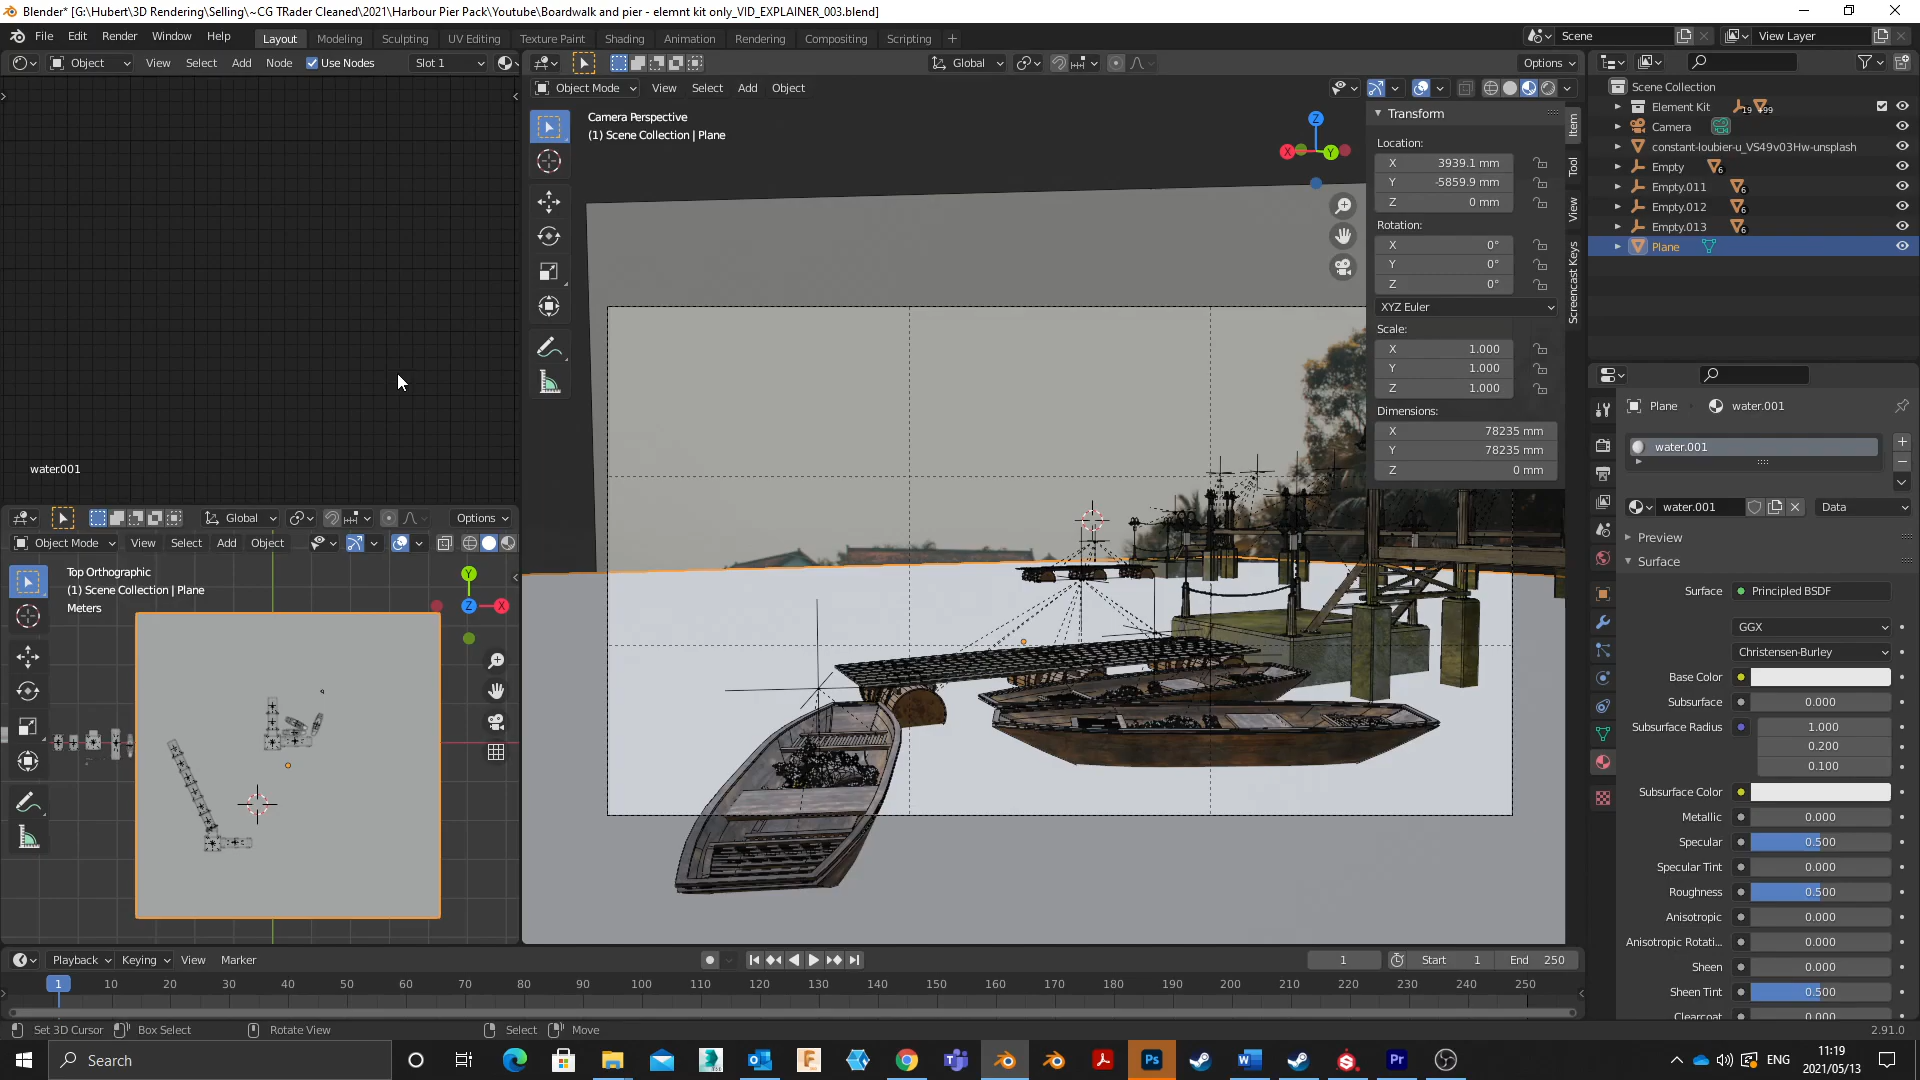 Blender* [G:\Hubert\3D Rendering\Selling\~CG TRader Cleaned\2021\Harbour Pier Pack\Youtube\Boardwalk and pier - elemnt kit only_VID_EXPLAINER_003.blend]
File Edit Render Window Help Layout Modeling Sculpting UV Editing Texture Paint Shading Animation Rendering Compositing Scripting Scene View Layer
Object View Select Add Node Use Nodes Slot 1 Global Options
Object Mode View Select Add Object
Camera Perspective
(1) Scene Collection | Plane
Z
X
Y
Transform
Location:
X 3939.1 mm
Y -5859.9 mm
Z 0 mm
Rotation:
X 0°
Y 0°
Z 0°
XYZ Euler
Scale:
X 1.000
Y 1.000
Z 1.000
Dimensions:
X 78235 mm
Y 78235 mm
Z 0 mm
Item
Tool
View
Screencast Keys
Scene Collection
Element Kit 19 +99
Camera
constant-loubier-u_VS49v03Hw-unsplash
Empty 6
Empty.011 6
Empty.012 6
Empty.013 6
Plane
water.001
Global Options
Object Mode View Select Add Object
Top Orthographic
(1) Scene Collection | Plane
Meters
Y
Z
X
Plane water.001
water.001
water.001 Data
Preview
Surface
Surface Principled BSDF
GGX
Christensen-Burley
Base Color
Subsurface 0.000
Subsurface Radius 1.000
0.200
0.100
Subsurface Color
Metallic 0.000
Specular 0.500
Specular Tint 0.000
Roughness 0.500
Anisotropic 0.000
Anisotropic Rotati... 0.000
Sheen 0.000
Sheen Tint 0.500
Clearcoat 0.000
Playback Keying View Marker 1 Start 1 End 250
1 10 20 30 40 50 60 70 80 90 100 110 120 130 140 150 160 170 180 190 200 210 220 230 240 250
Set 3D Cursor Box Select Rotate View Select Move 2.91.0
Search
ENG
11:19
2021/05/13